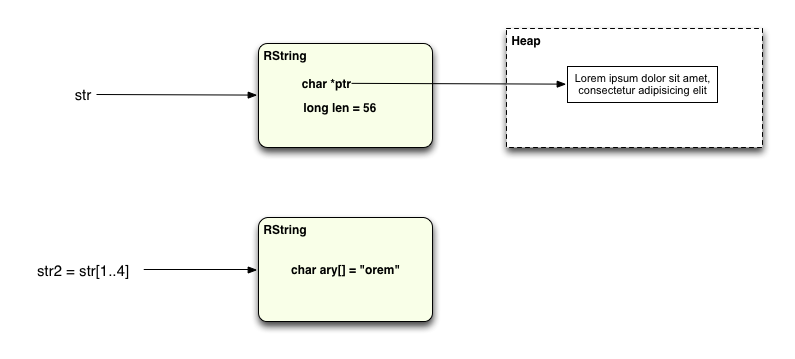 RString
Heap
char *ptr
Lorem ipsum dolor sit amet,
consectetur adipisicing elit
str
long len = 56
RString
char ary[] = "orem"
str2 = str[1..4]